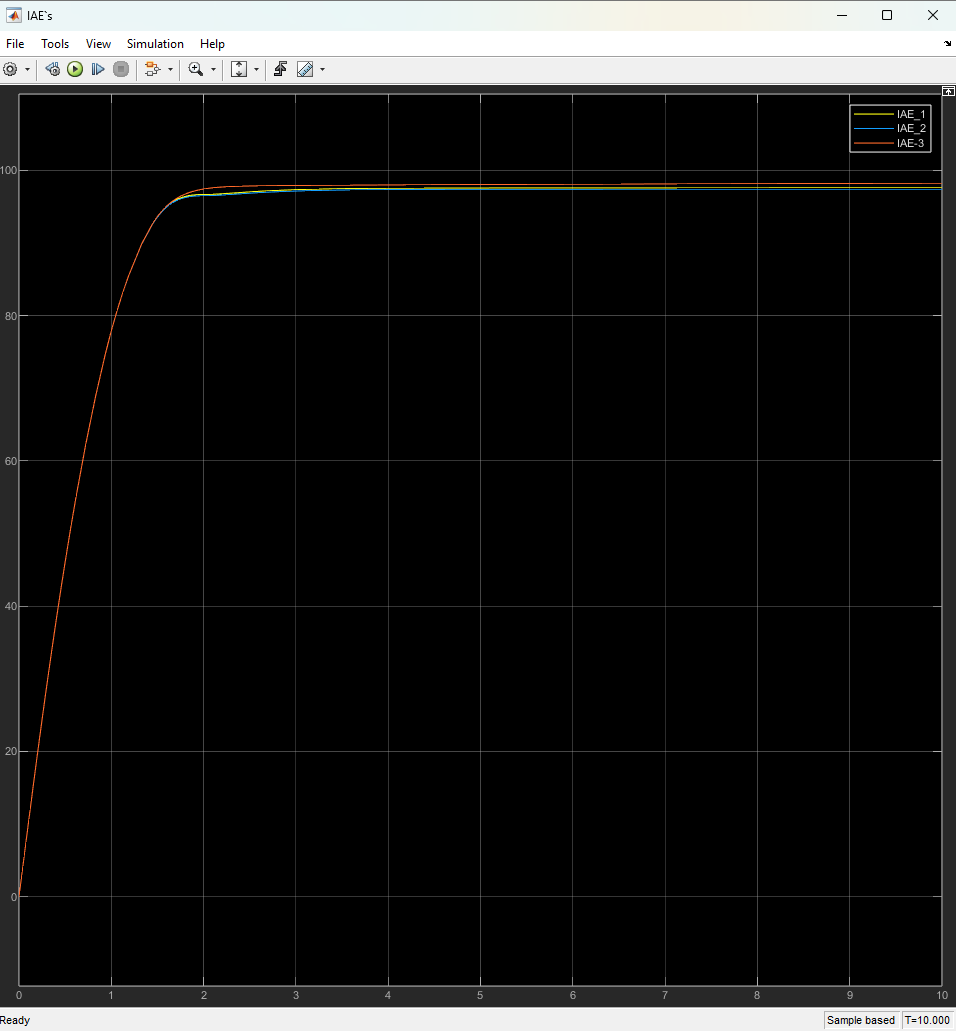 IAE`s
File Tools View Simulation Help
IAE_1
IAE_2
IAE-3
100
80
60
40
20
0
0 1 2 3 4 5 6 7 8 9 10
Ready Sample based T=10.000